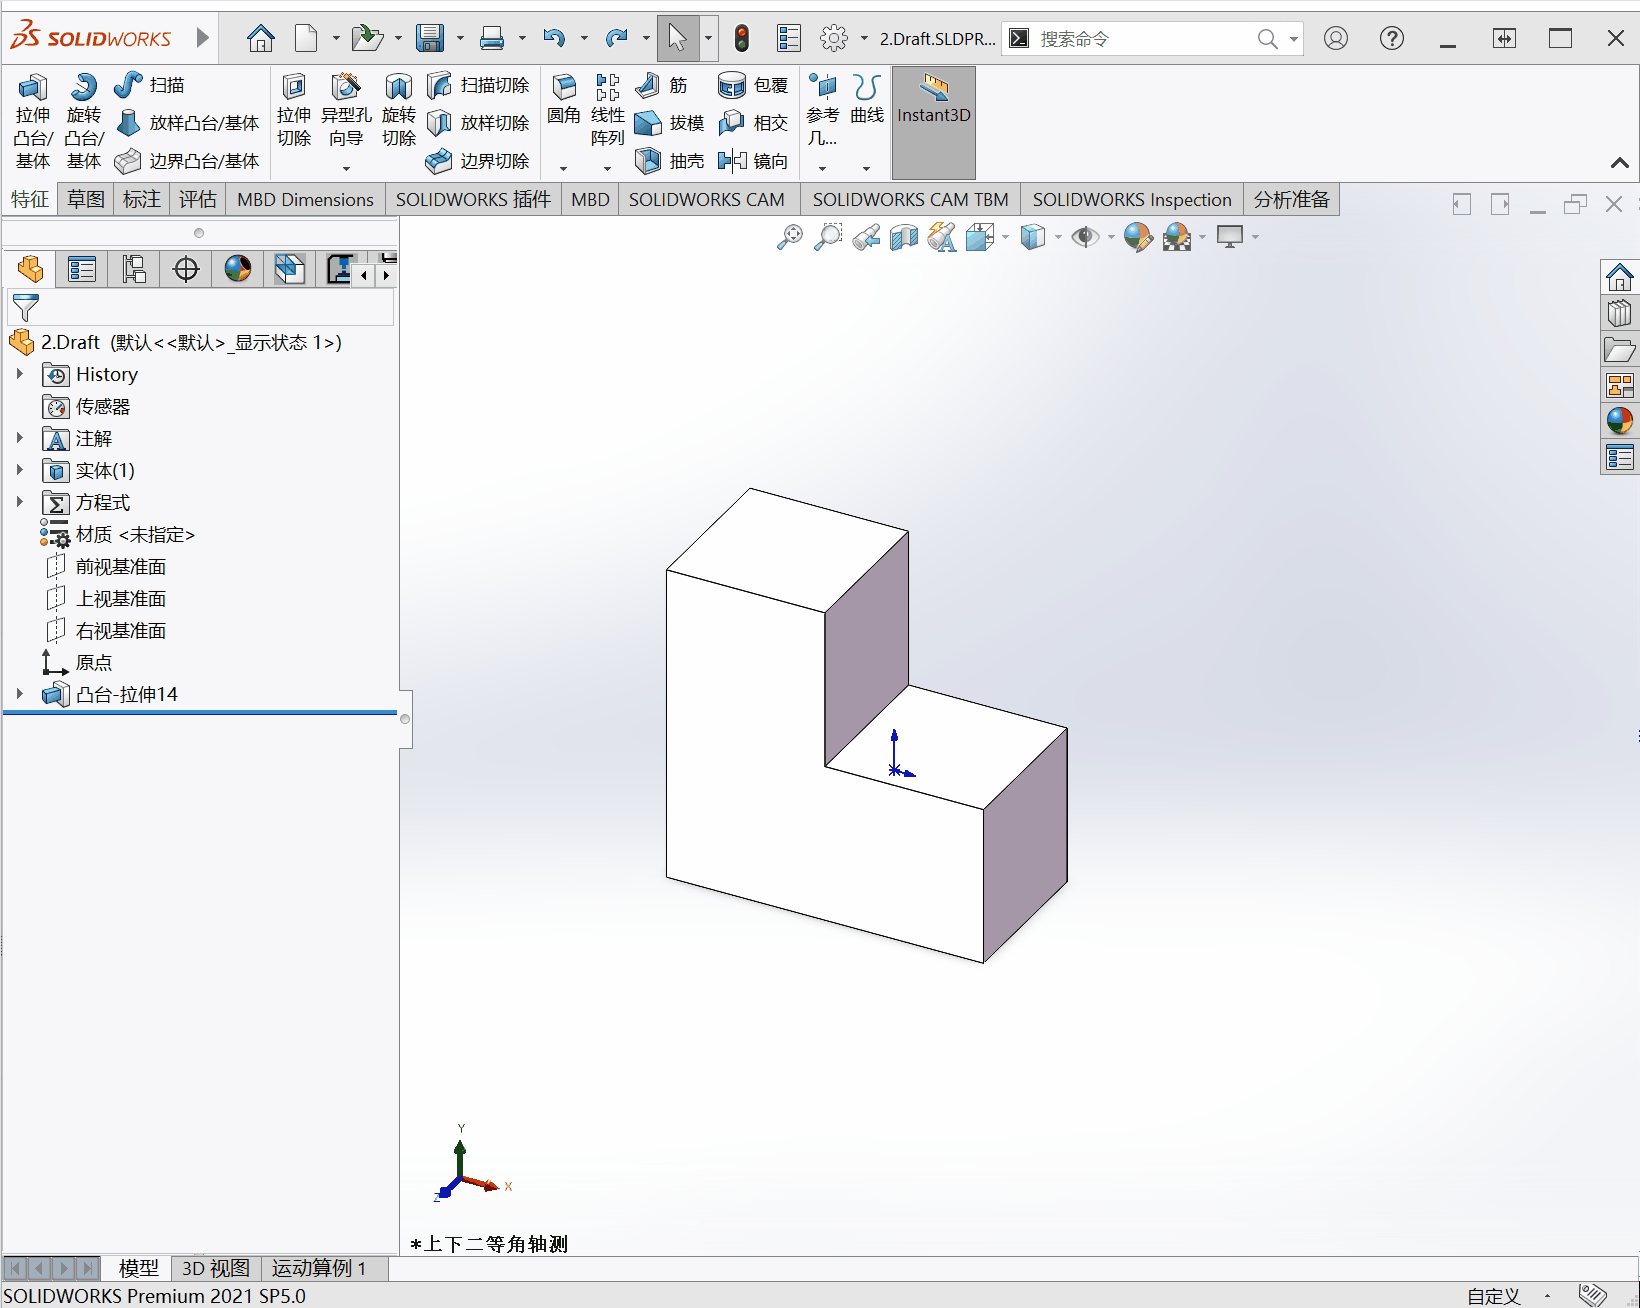 SOLIDWORKS
2.Draft.SLDPR...
搜索命令
拉伸凸台/基体
旋转凸台/基体
扫描
放样凸台/基体
边界凸台/基体
拉伸切除
异型孔向导
旋转切除
扫描切除
放样切除
边界切除
圆角
线性阵列
筋
拔模
抽壳
包覆
相交
镜向
参考几...
曲线
Instant3D
特征 草图 标注 评估 MBD Dimensions SOLIDWORKS 插件 MBD SOLIDWORKS CAM SOLIDWORKS CAM TBM SOLIDWORKS Inspection 分析准备
2.Draft (默认<<默认>_显示状态 1>)
History
传感器
注解
实体(1)
方程式
材质 <未指定>
前视基准面
上视基准面
右视基准面
原点
凸台-拉伸14
Y
X
Z
*上下二等角轴测
模型 3D 视图 运动算例 1
SOLIDWORKS Premium 2021 SP5.0
自定义